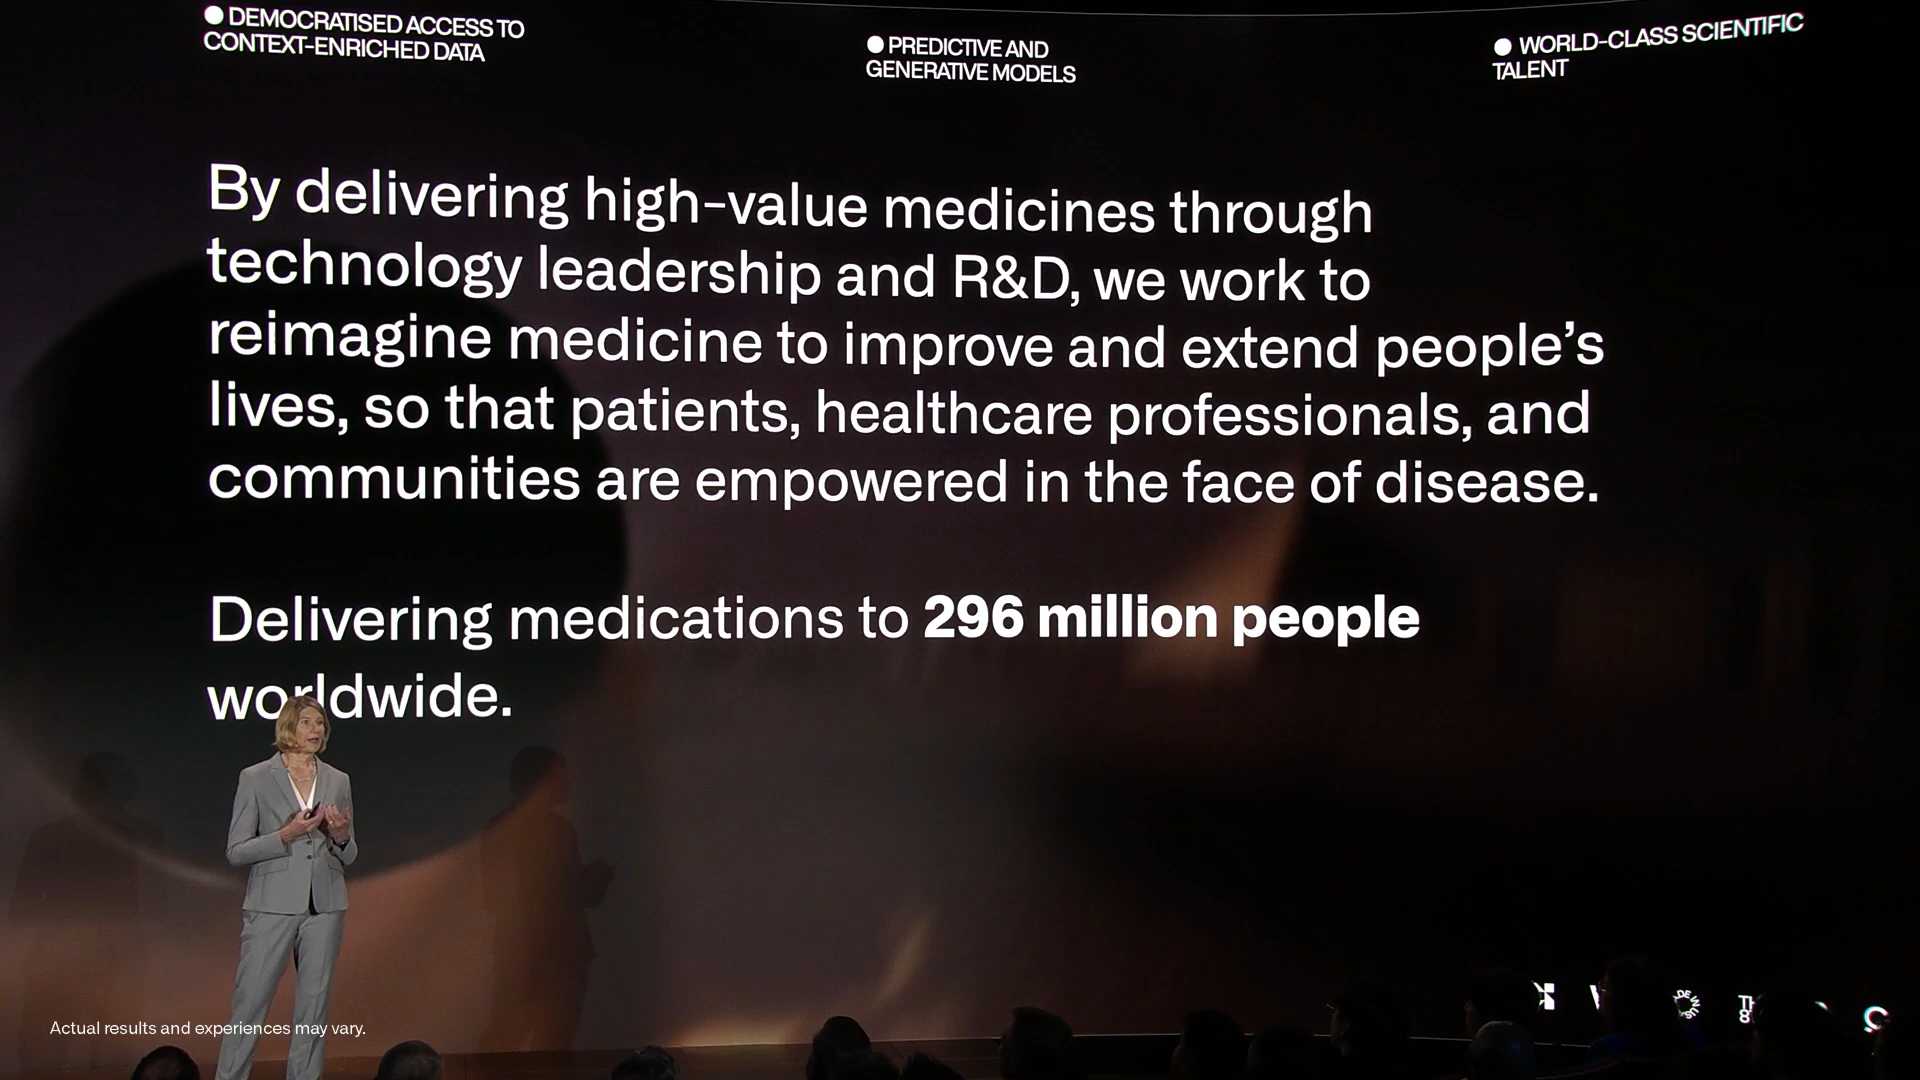 ● DEMOCRATISED ACCESS TO
CONTEXT-ENRICHED DATA
● PREDICTIVE AND
GENERATIVE MODELS
● WORLD-CLASS SCIENTIFIC
TALENT
By delivering high-value medicines through
technology leadership and R&D, we work to
reimagine medicine to improve and extend people’s
lives, so that patients, healthcare professionals, and
communities are empowered in the face of disease.
Delivering medications to 296 million people
worldwide.
Actual results and experiences may vary.